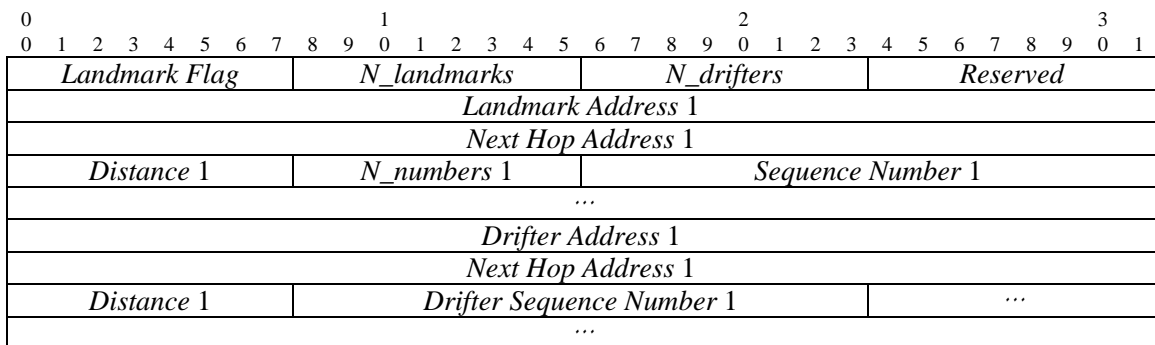 0 1 2 3
0 1 2 3 4 5 6 7 8 9 0 1 2 3 4 5 6 7 8 9 0 1 2 3 4 5 6 7 8 9 0 1
Landmark Flag N_landmarks N_drifters Reserved
Landmark Address 1
Next Hop Address 1
Distance 1 N_numbers 1 Sequence Number 1
…
Drifter Address 1
Next Hop Address 1
Distance 1 Drifter Sequence Number 1 …
…